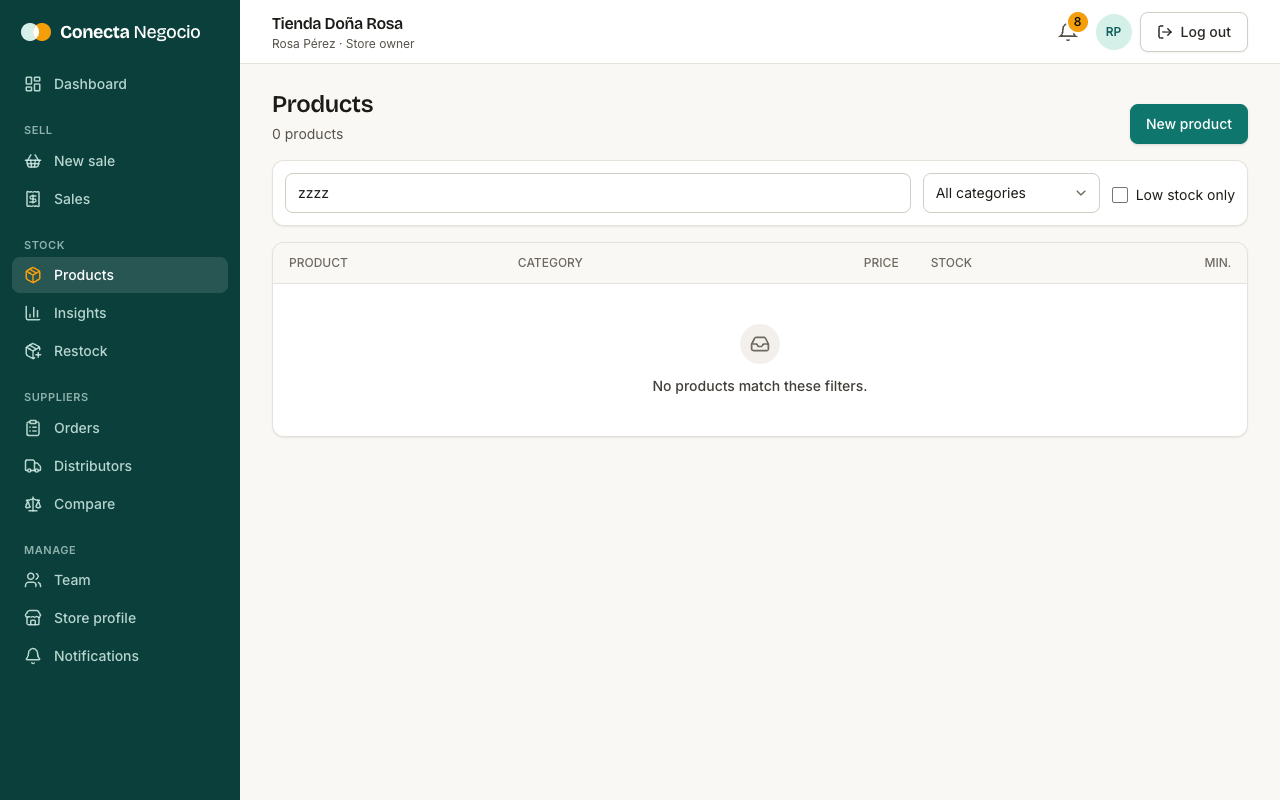 Conecta Negocio
Dashboard
SELL
New sale
Sales
STOCK
Products
Insights
Restock
SUPPLIERS
Orders
Distributors
Compare
MANAGE
Team
Store profile
Notifications
Tienda Doña Rosa
Rosa Pérez · Store owner
8
RP
Log out
Products
0 products
New product
zzzz
All categories
Low stock only
PRODUCT CATEGORY PRICE STOCK MIN.
No products match these filters.